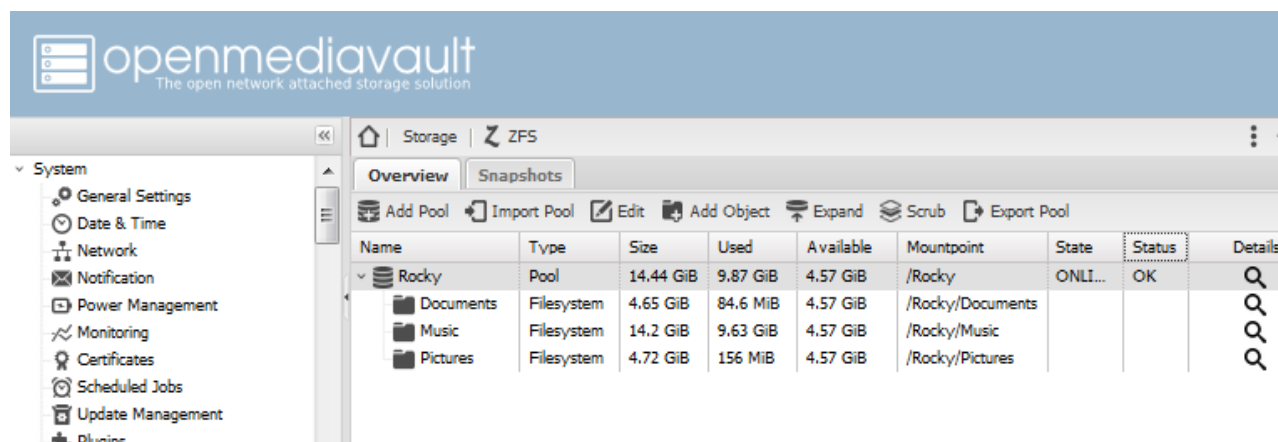 openmediavault
The open network attached storage solution
Storage | ZFS
System
General Settings
Date & Time
Network
Notification
Power Management
Monitoring
Certificates
Scheduled Jobs
Update Management
Plugins
Overview Snapshots
Add Pool Import Pool Edit Add Object Expand Scrub Export Pool
Name Type Size Used Available Mountpoint State Status Details
Rocky Pool 14.44 GiB 9.87 GiB 4.57 GiB /Rocky ONLI... OK
Documents Filesystem 4.65 GiB 84.6 MiB 4.57 GiB /Rocky/Documents
Music Filesystem 14.2 GiB 9.63 GiB 4.57 GiB /Rocky/Music
Pictures Filesystem 4.72 GiB 156 MiB 4.57 GiB /Rocky/Pictures